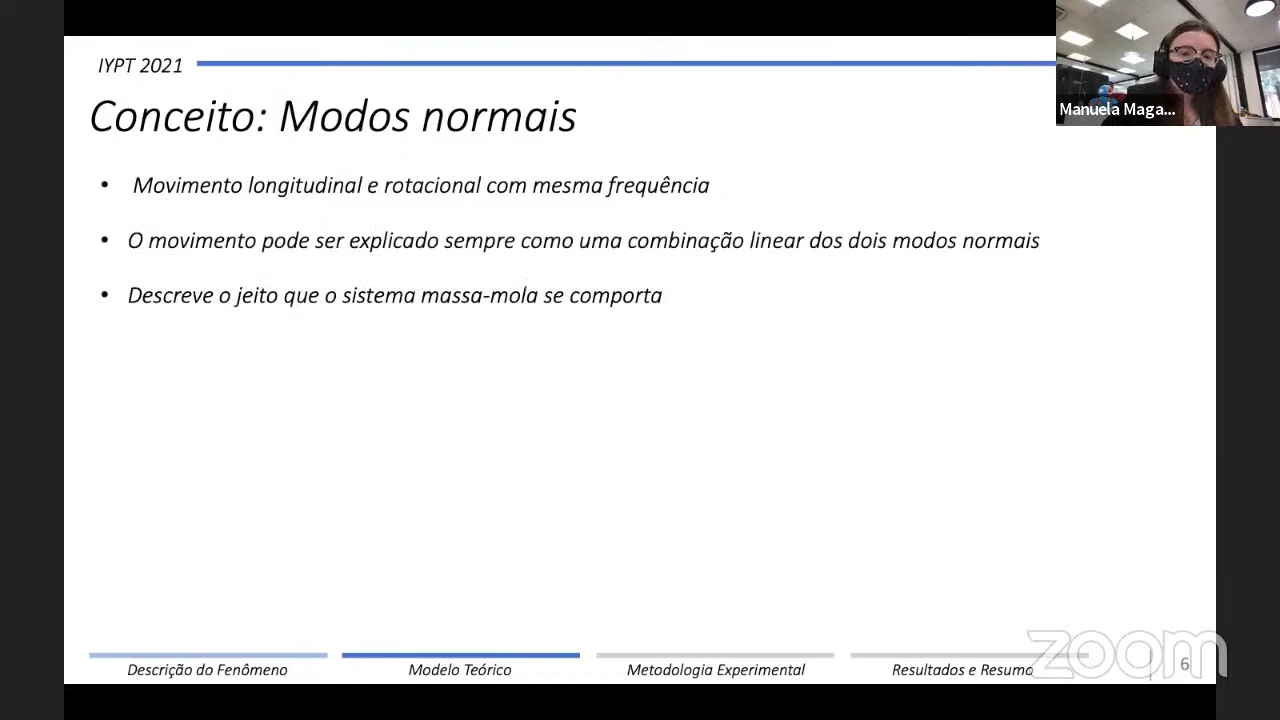 IYPT 2021
Manuela Maga...
Conceito: Modos normais
• Movimento longitudinal e rotacional com mesma frequência
• O movimento pode ser explicado sempre como uma combinação linear dos dois modos normais
• Descreve o jeito que o sistema massa-mola se comporta
Descrição do Fenômeno
Modelo Teórico
Metodologia Experimental
Resultados e Resumo
6
zoom